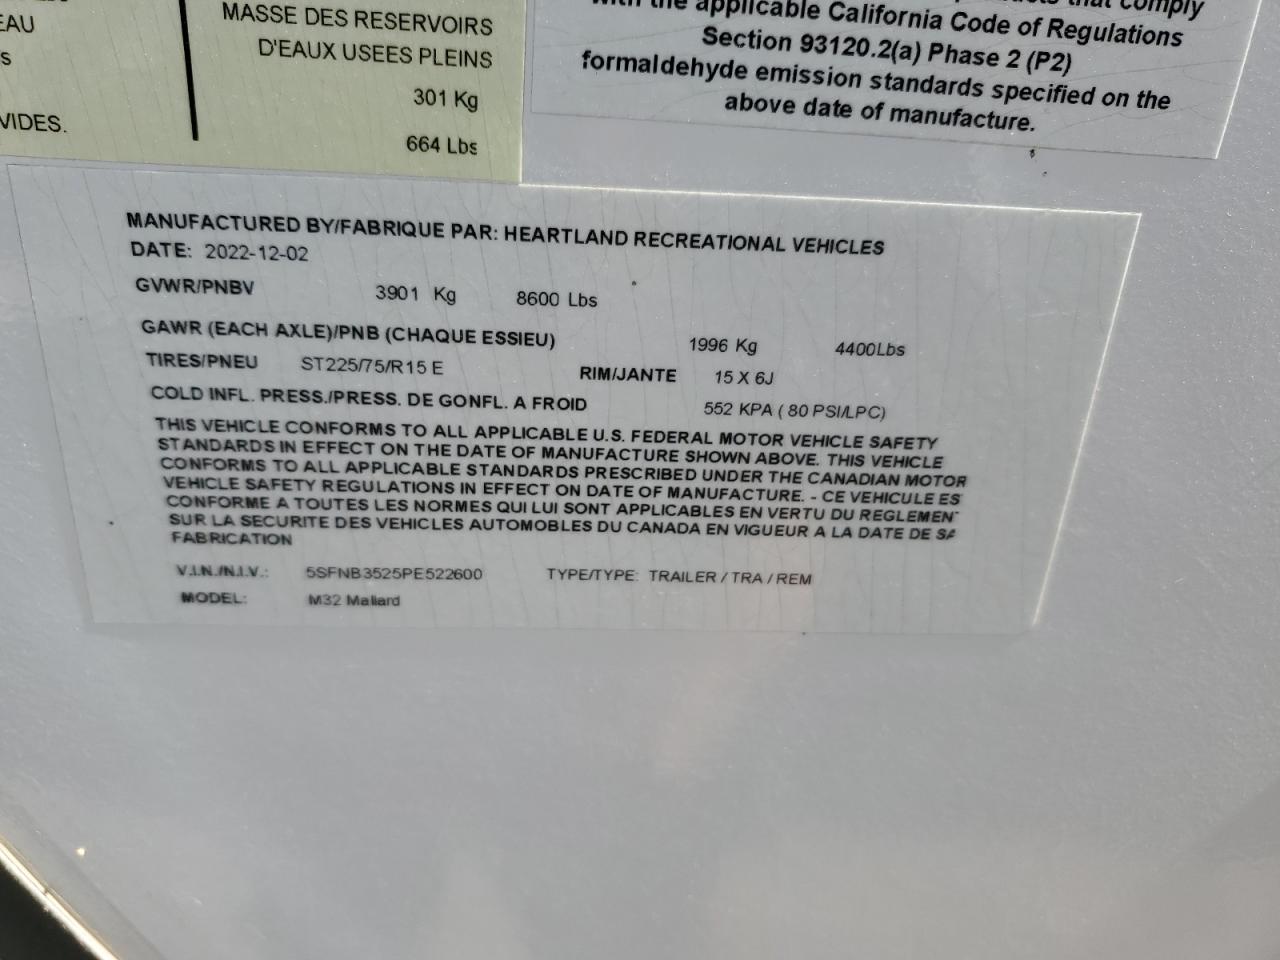 EAU
s
VIDES.
MASSE DES RESERVOIRS
D'EAUX USEES PLEINS
301 Kg
664 Lbs
that comply
with the applicable California Code of Regulations
Section 93120.2(a) Phase 2 (P2)
formaldehyde emission standards specified on the
above date of manufacture.
MANUFACTURED BY/FABRIQUE PAR: HEARTLAND RECREATIONAL VEHICLES
DATE: 2022-12-02
GVWR/PNBV 3901 Kg 8600 Lbs
GAWR (EACH AXLE)/PNB (CHAQUE ESSIEU) 1996 Kg 4400Lbs
TIRES/PNEU ST225/75/R15 E RIM/JANTE 15 X 6J
COLD INFL. PRESS./PRESS. DE GONFL. A FROID 552 KPA ( 80 PSI/LPC)
THIS VEHICLE CONFORMS TO ALL APPLICABLE U.S. FEDERAL MOTOR VEHICLE SAFETY
STANDARDS IN EFFECT ON THE DATE OF MANUFACTURE SHOWN ABOVE. THIS VEHICLE
CONFORMS TO ALL APPLICABLE STANDARDS PRESCRIBED UNDER THE CANADIAN MOTOR
VEHICLE SAFETY REGULATIONS IN EFFECT ON DATE OF MANUFACTURE. - CE VEHICULE ES
CONFORME A TOUTES LES NORMES QUI LUI SONT APPLICABLES EN VERTU DU REGLEMEN
SUR LA SECURITE DES VEHICLES AUTOMOBILES DU CANADA EN VIGUEUR A LA DATE DE SA
FABRICATION
V.I.N./N.I.V.: 5SFNB3525PE522600 TYPE/TYPE: TRAILER / TRA / REM
MODEL: M32 Mallard